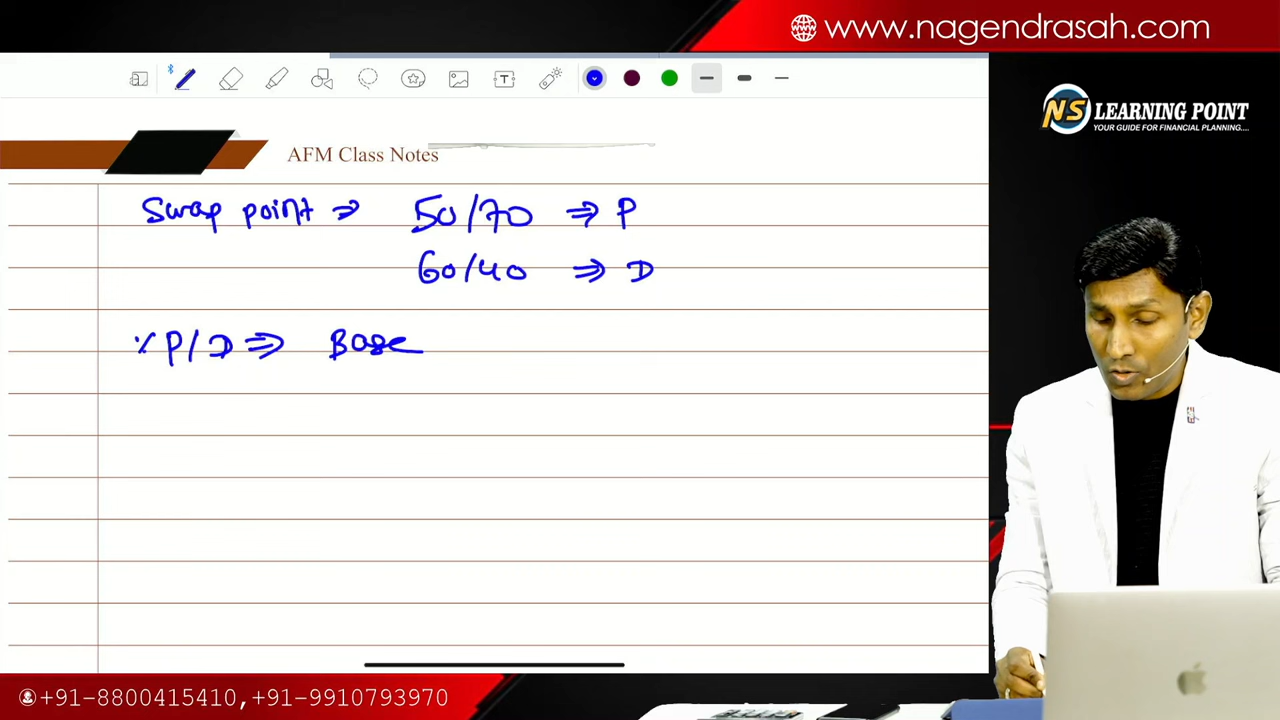 www.nagendrasah.com
NS LEARNING POINT
YOUR GUIDE FOR FINANCIAL PLANNING....
T
AFM Class Notes
Swap point ⇒ 50/70 ⇒ P
60/40 ⇒ D
% P/D ⇒ Base
+91-8800415410,+91-9910793970